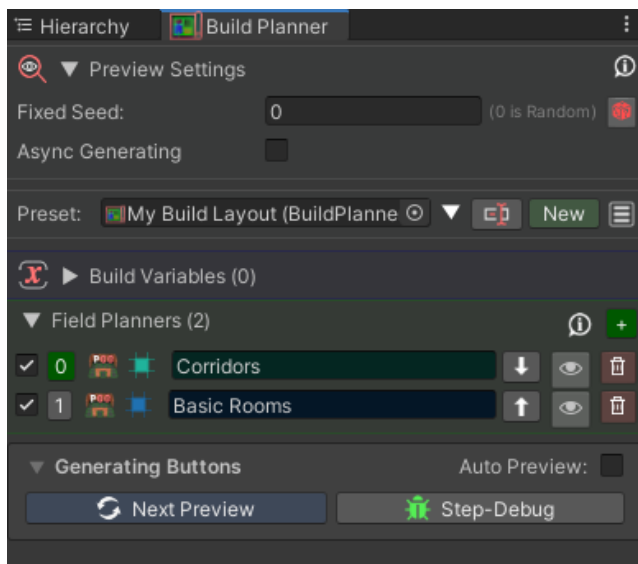 Hierarchy Build Planner
Preview Settings
Fixed Seed: 0 (0 is Random)
Async Generating
Preset: My Build Layout (BuildPlanne New
Build Variables (0)
Field Planners (2) +
0 Corridors
1 Basic Rooms
Generating Buttons Auto Preview:
Next Preview Step-Debug